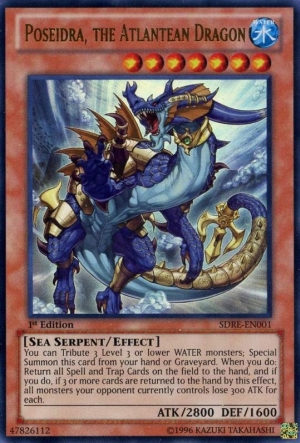 POSEIDRA, THE ATLANTEAN DRAGON
WATER
水
1st Edition
SDRE-EN001
[SEA SERPENT/EFFECT]
You can Tribute 3 Level 3 or lower WATER monsters; Special
Summon this card from your hand or Graveyard. When you do:
Return all Spell and Trap Cards on the field to the hand, and if
you do, if 3 or more cards are returned to the hand by this effect,
all monsters your opponent currently controls lose 300 ATK for
each.
ATK/2800 DEF/1600
47826112
©1996 KAZUKI TAKAHASHI